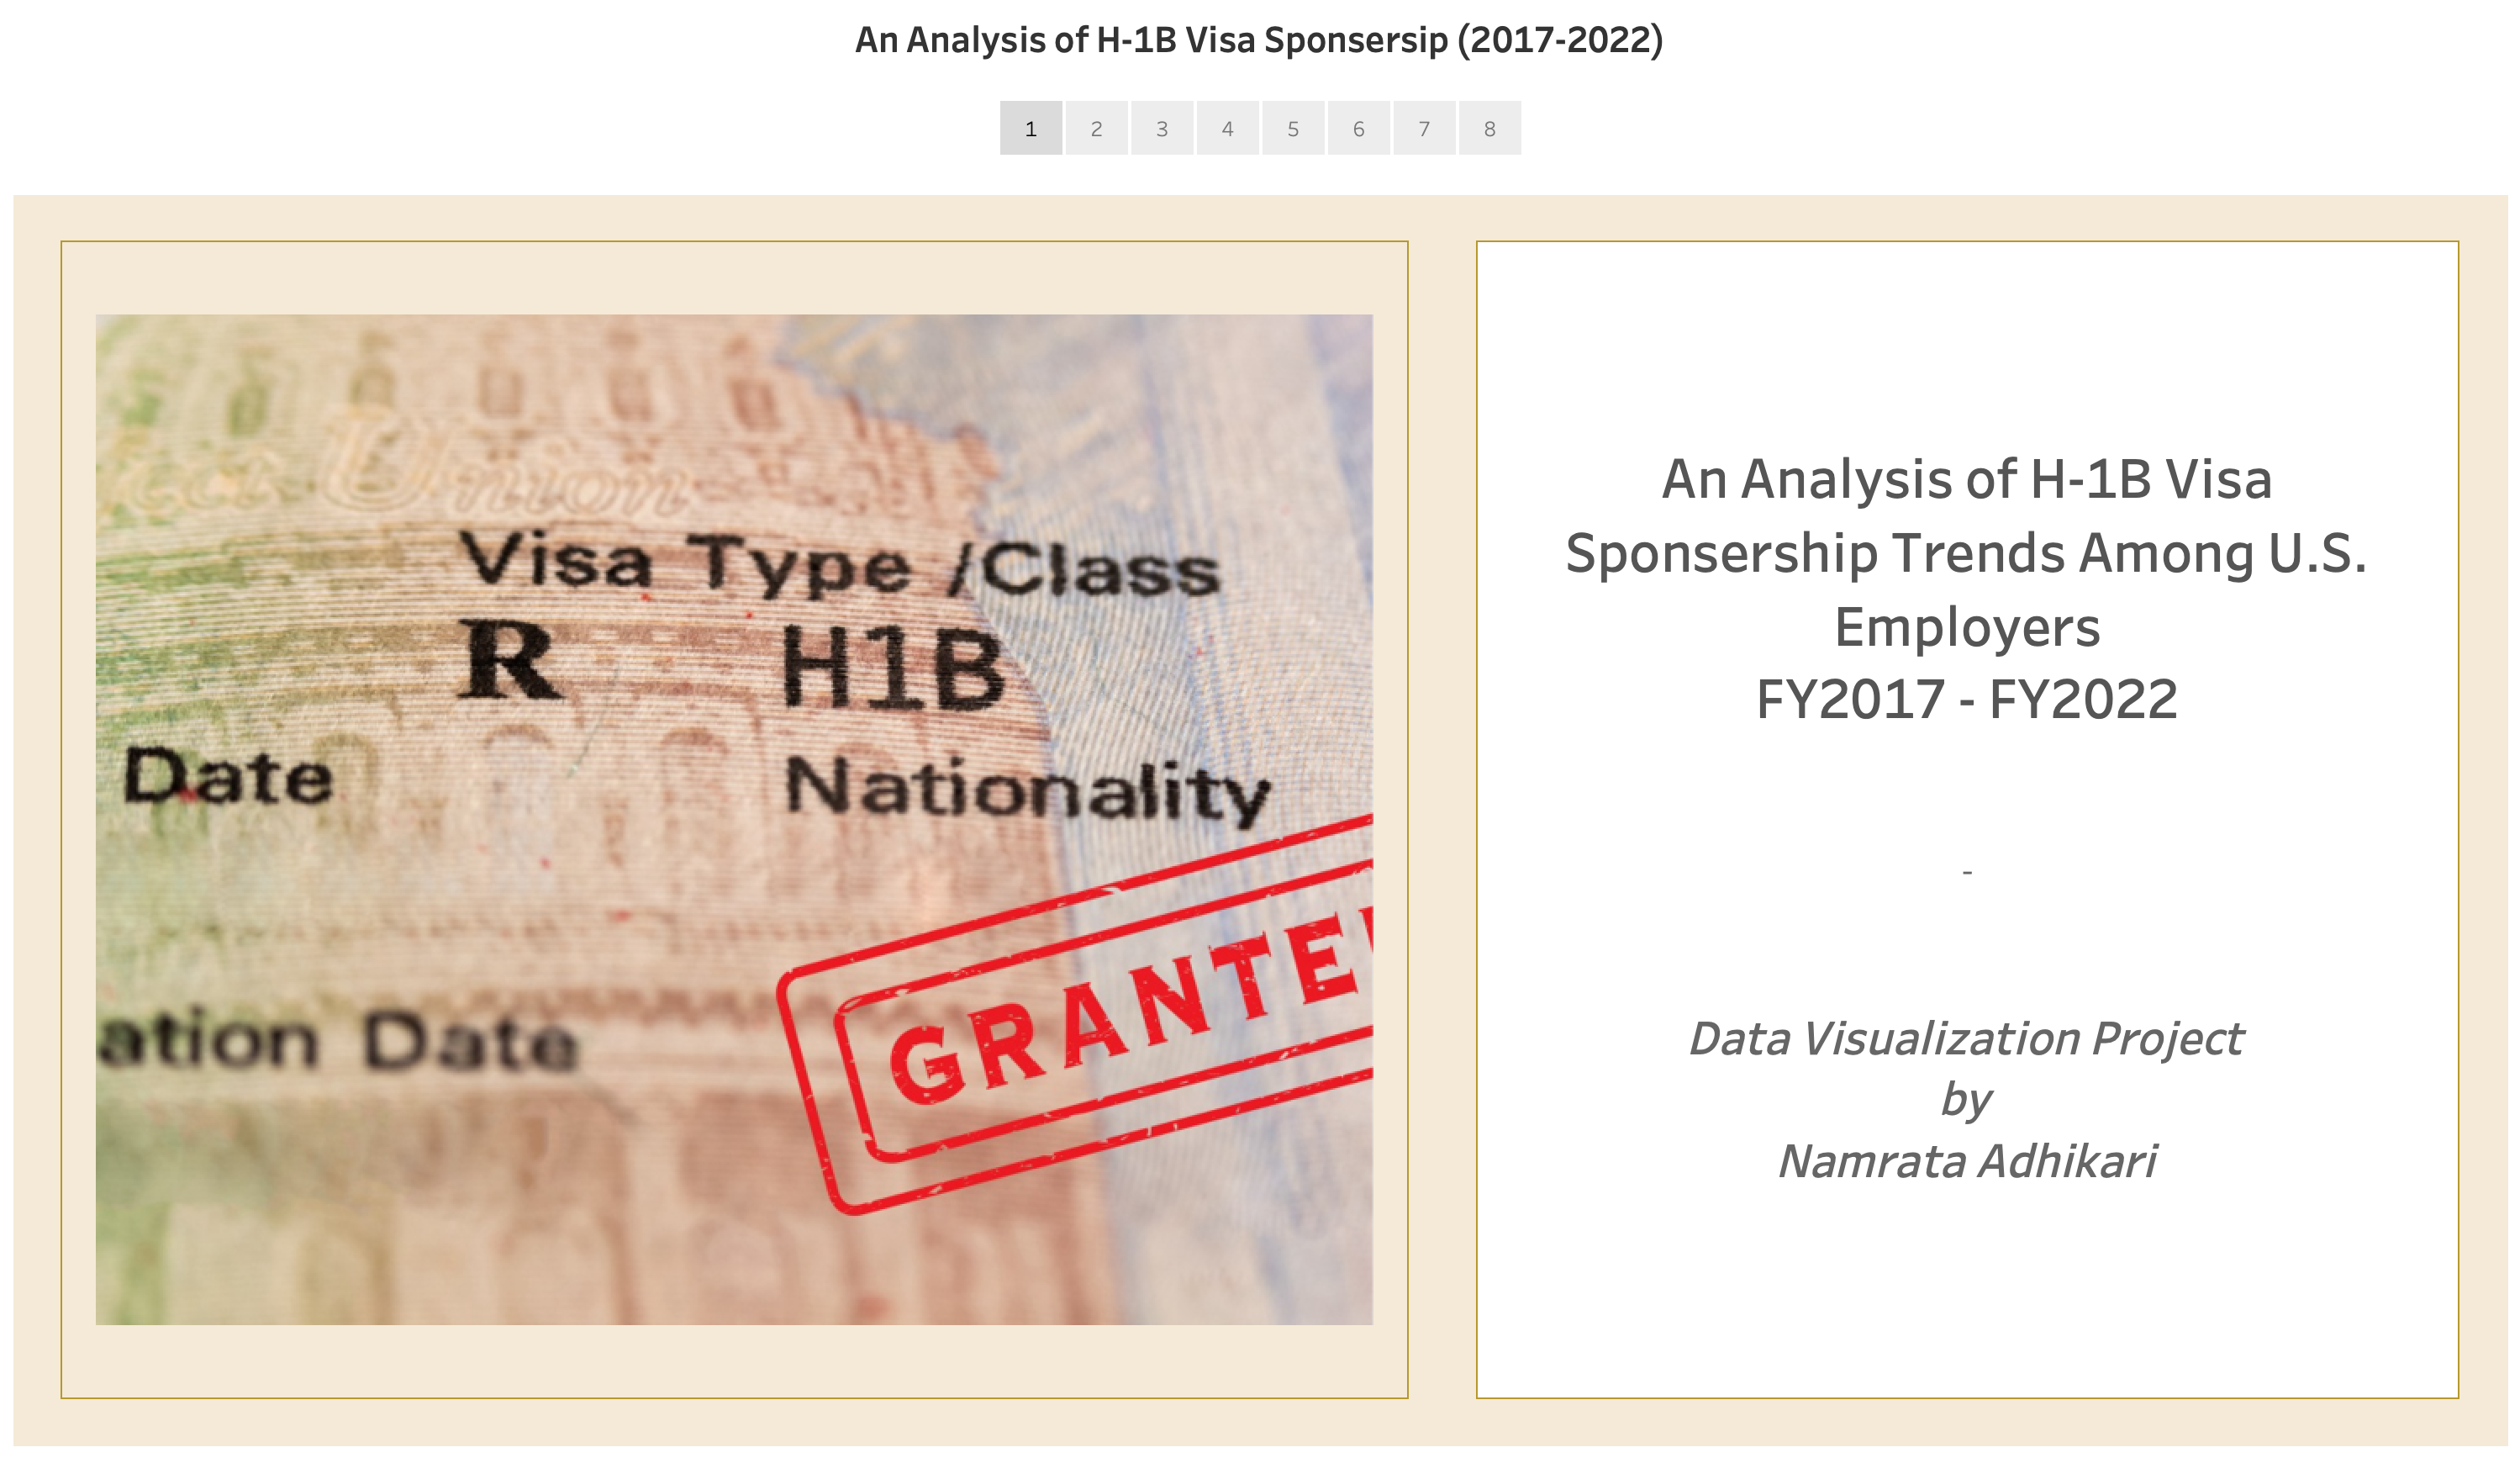 An Analysis of H-1B Visa Sponsersip (2017-2022)
1 2 3 4 5 6 7 8
Union
Visa Type /Class
R H1B
Date Nationality
GRANTE
ation Date
An Analysis of H-1B Visa
Sponsership Trends Among U.S.
Employers
FY2017 - FY2022
-
Data Visualization Project
by
Namrata Adhikari